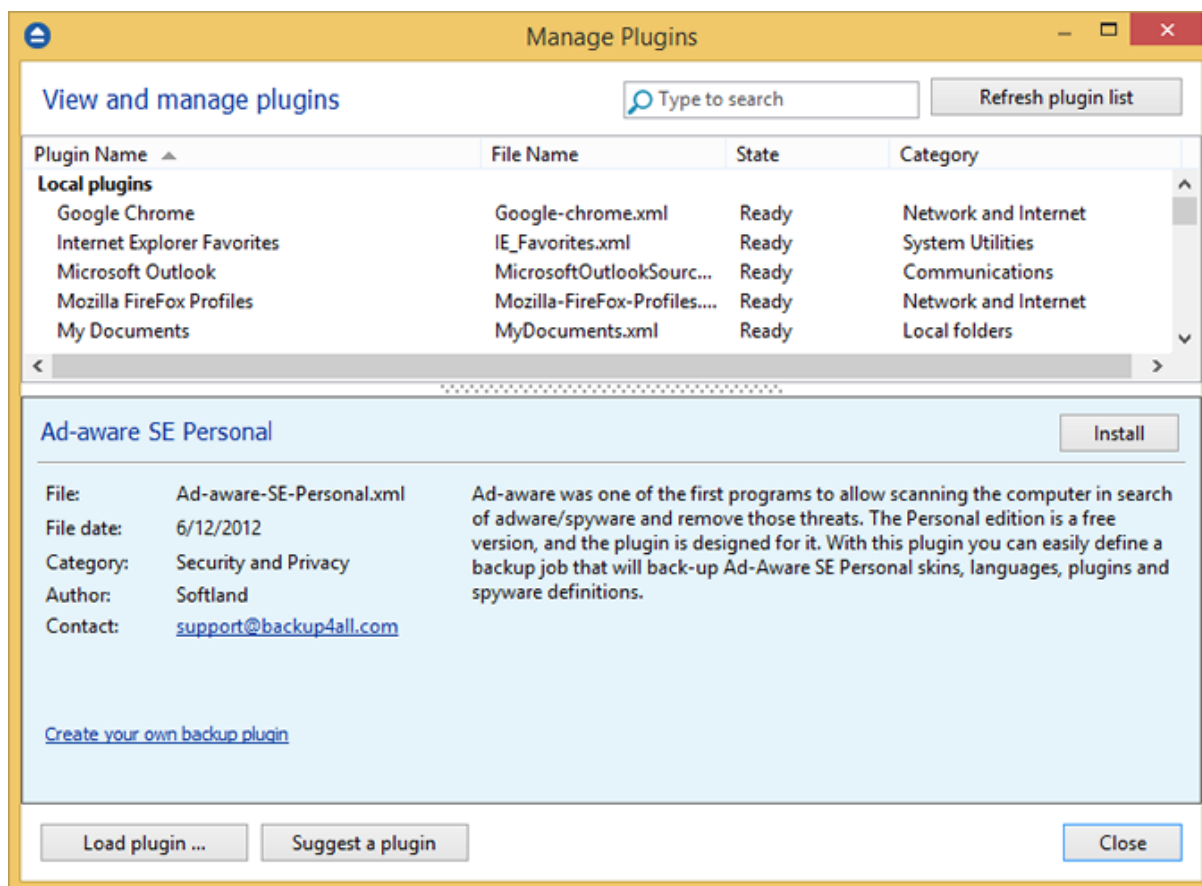 Manage Plugins
View and manage plugins
Type to search
Refresh plugin list
Plugin Name File Name State Category
Local plugins
Google Chrome Google-chrome.xml Ready Network and Internet
Internet Explorer Favorites IE_Favorites.xml Ready System Utilities
Microsoft Outlook MicrosoftOutlookSourc... Ready Communications
Mozilla FireFox Profiles Mozilla-FireFox-Profiles.... Ready Network and Internet
My Documents MyDocuments.xml Ready Local folders
Ad-aware SE Personal
Install
File: Ad-aware-SE-Personal.xml
File date: 6/12/2012
Category: Security and Privacy
Author: Softland
Contact: support@backup4all.com
Ad-aware was one of the first programs to allow scanning the computer in search
of adware/spyware and remove those threats. The Personal edition is a free
version, and the plugin is designed for it. With this plugin you can easily define a
backup job that will back-up Ad-Aware SE Personal skins, languages, plugins and
spyware definitions.
Create your own backup plugin
Load plugin ...
Suggest a plugin
Close